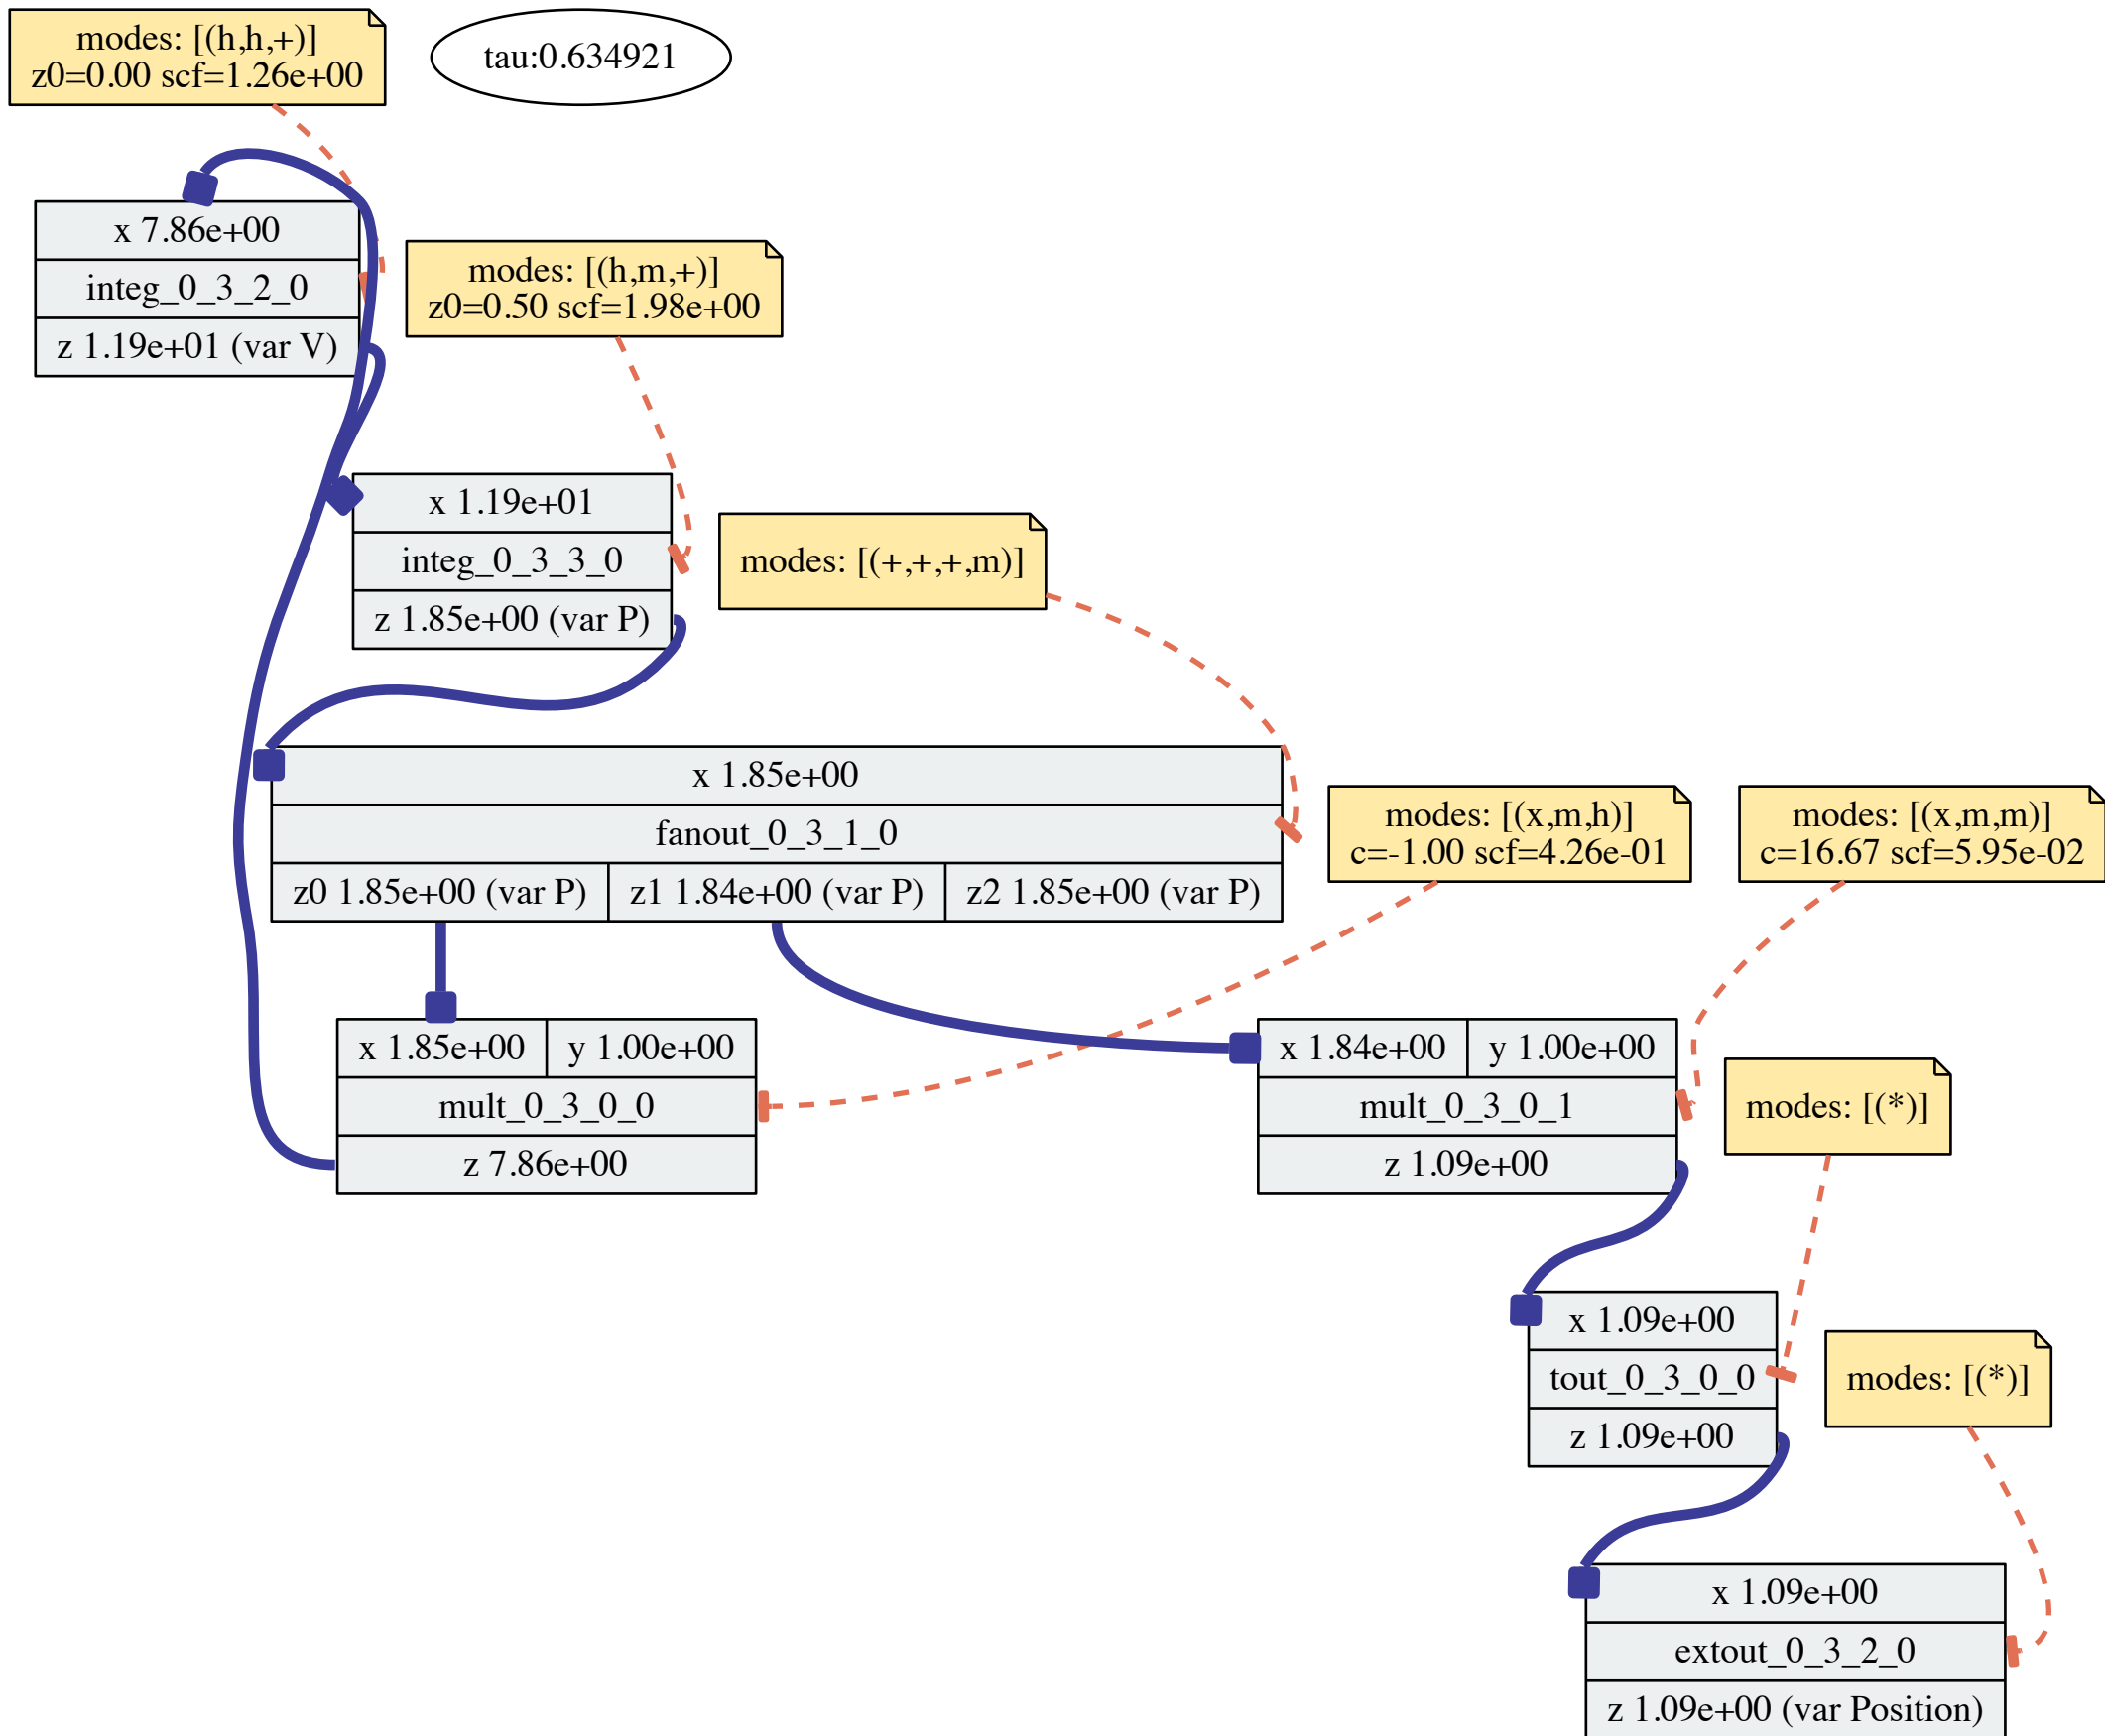 modes: [(h,h,+)]
z0=0.00 scf=1.26e+00
tau:0.634921
x 7.86e+00
integ_0_3_2_0
z 1.19e+01 (var V)
modes: [(h,m,+)]
z0=0.50 scf=1.98e+00
x 1.19e+01
integ_0_3_3_0
z 1.85e+00 (var P)
modes: [(+,+,+,m)]
x 1.85e+00
fanout_0_3_1_0
z0 1.85e+00 (var P)
z1 1.84e+00 (var P)
z2 1.85e+00 (var P)
modes: [(x,m,h)]
c=-1.00 scf=4.26e-01
modes: [(x,m,m)]
c=16.67 scf=5.95e-02
x 1.85e+00
y 1.00e+00
mult_0_3_0_0
z 7.86e+00
x 1.84e+00
y 1.00e+00
mult_0_3_0_1
z 1.09e+00
modes: [(*)]
x 1.09e+00
tout_0_3_0_0
z 1.09e+00
modes: [(*)]
x 1.09e+00
extout_0_3_2_0
z 1.09e+00 (var Position)